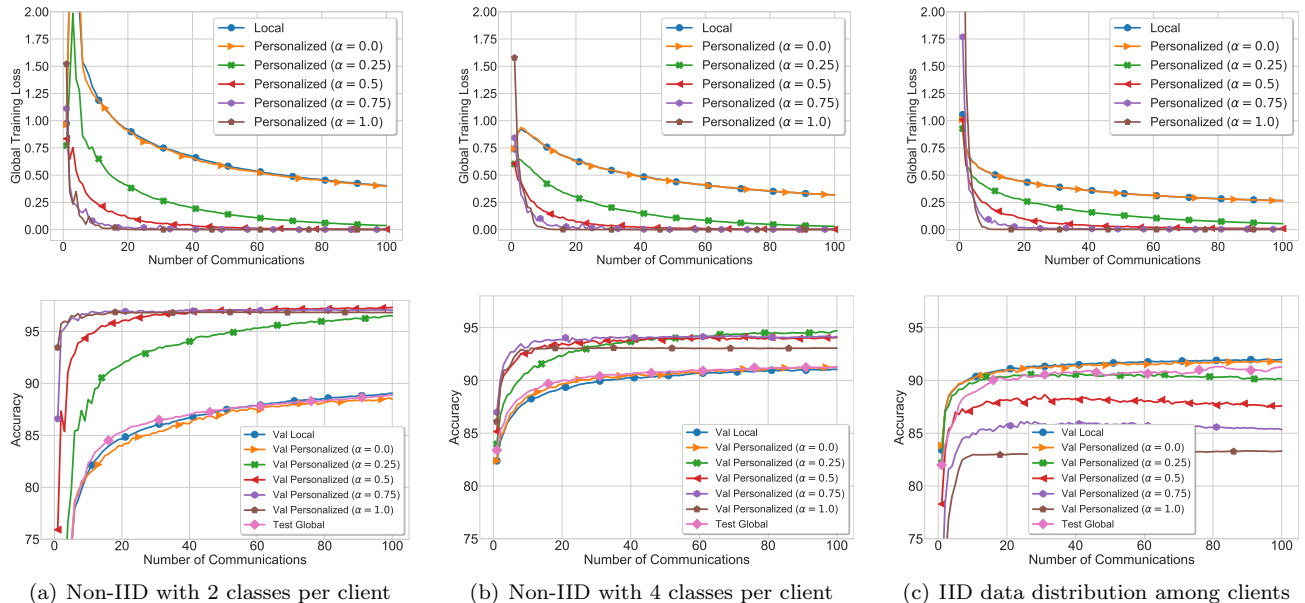 2.00
1.75
1.50
1.25
1.00
0.75
0.50
0.25
0.00
Global Training Loss
0 20 40 60 80 100
Number of Communications
Local
Personalized (α = 0.0)
Personalized (α = 0.25)
Personalized (α = 0.5)
Personalized (α = 0.75)
Personalized (α = 1.0)
2.00
1.75
1.50
1.25
1.00
0.75
0.50
0.25
0.00
Global Training Loss
0 20 40 60 80 100
Number of Communications
Local
Personalized (α = 0.0)
Personalized (α = 0.25)
Personalized (α = 0.5)
Personalized (α = 0.75)
Personalized (α = 1.0)
2.00
1.75
1.50
1.25
1.00
0.75
0.50
0.25
0.00
Global Training Loss
0 20 40 60 80 100
Number of Communications
Local
Personalized (α = 0.0)
Personalized (α = 0.25)
Personalized (α = 0.5)
Personalized (α = 0.75)
Personalized (α = 1.0)
95
90
85
80
75
Accuracy
0 20 40 60 80 100
Number of Communications
Val Local
Val Personalized (α = 0.0)
Val Personalized (α = 0.25)
Val Personalized (α = 0.5)
Val Personalized (α = 0.75)
Val Personalized (α = 1.0)
Test Global
95
90
85
80
75
Accuracy
0 20 40 60 80 100
Number of Communications
Val Local
Val Personalized (α = 0.0)
Val Personalized (α = 0.25)
Val Personalized (α = 0.5)
Val Personalized (α = 0.75)
Val Personalized (α = 1.0)
Test Global
95
90
85
80
75
Accuracy
0 20 40 60 80 100
Number of Communications
Val Local
Val Personalized (α = 0.0)
Val Personalized (α = 0.25)
Val Personalized (α = 0.5)
Val Personalized (α = 0.75)
Val Personalized (α = 1.0)
Test Global
(a) Non-IID with 2 classes per client
(b) Non-IID with 4 classes per client
(c) IID data distribution among clients